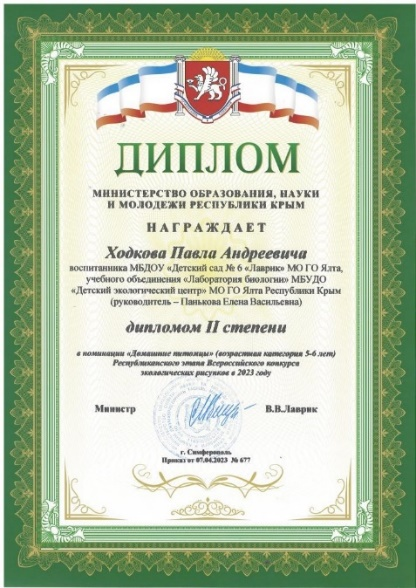 ДИПЛОМ
МИНИСТЕРСТВО ОБРАЗОВАНИЯ, НАУКИ
И МОЛОДЕЖИ РЕСПУБЛИКИ КРЫМ
НАГРАЖДАЕТ
Ходкова Павла Андреевича
воспитанника МБДОУ «Детский сад № 6 «Лаврик» МО ГО Ялта,
учебного объединения «Лаборатория биологии» МБУДО
«Детский экологический центр» МО ГО Ялта Республики Крым
(руководитель – Панькова Елена Васильевна)
дипломом II степени
в номинации «Домашние питомцы» (возрастная категория 5-6 лет)
Республиканского этапа Всероссийского конкурса
экологических рисунков в 2023 году
Министр В.В.Лаврик
г. Симферополь
Приказ от 07.04.2023 № 677